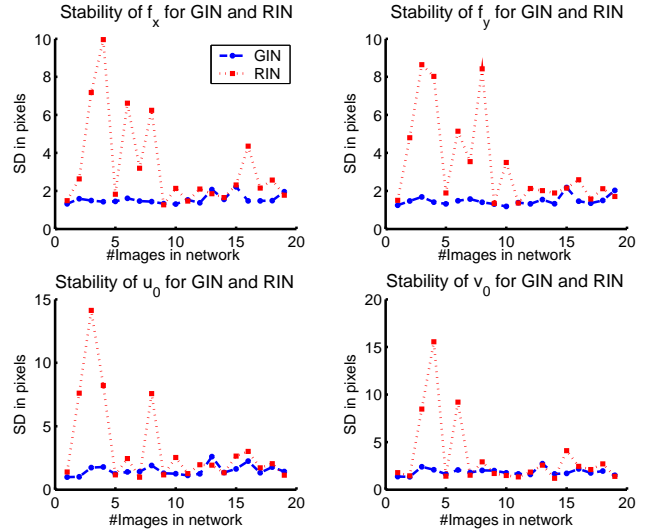 Stability of f_x for GIN and RIN
10
8
6
4
2
0
0 5 10 15 20
SD in pixels
#Images in network
GIN
RIN
Stability of f_y for GIN and RIN
10
8
6
4
2
0
0 5 10 15 20
SD in pixels
#Images in network
Stability of u_0 for GIN and RIN
15
10
5
0
0 5 10 15 20
SD in pixels
#Images in network
Stability of v_0 for GIN and RIN
20
15
10
5
0
0 5 10 15 20
SD in pixels
#Images in network